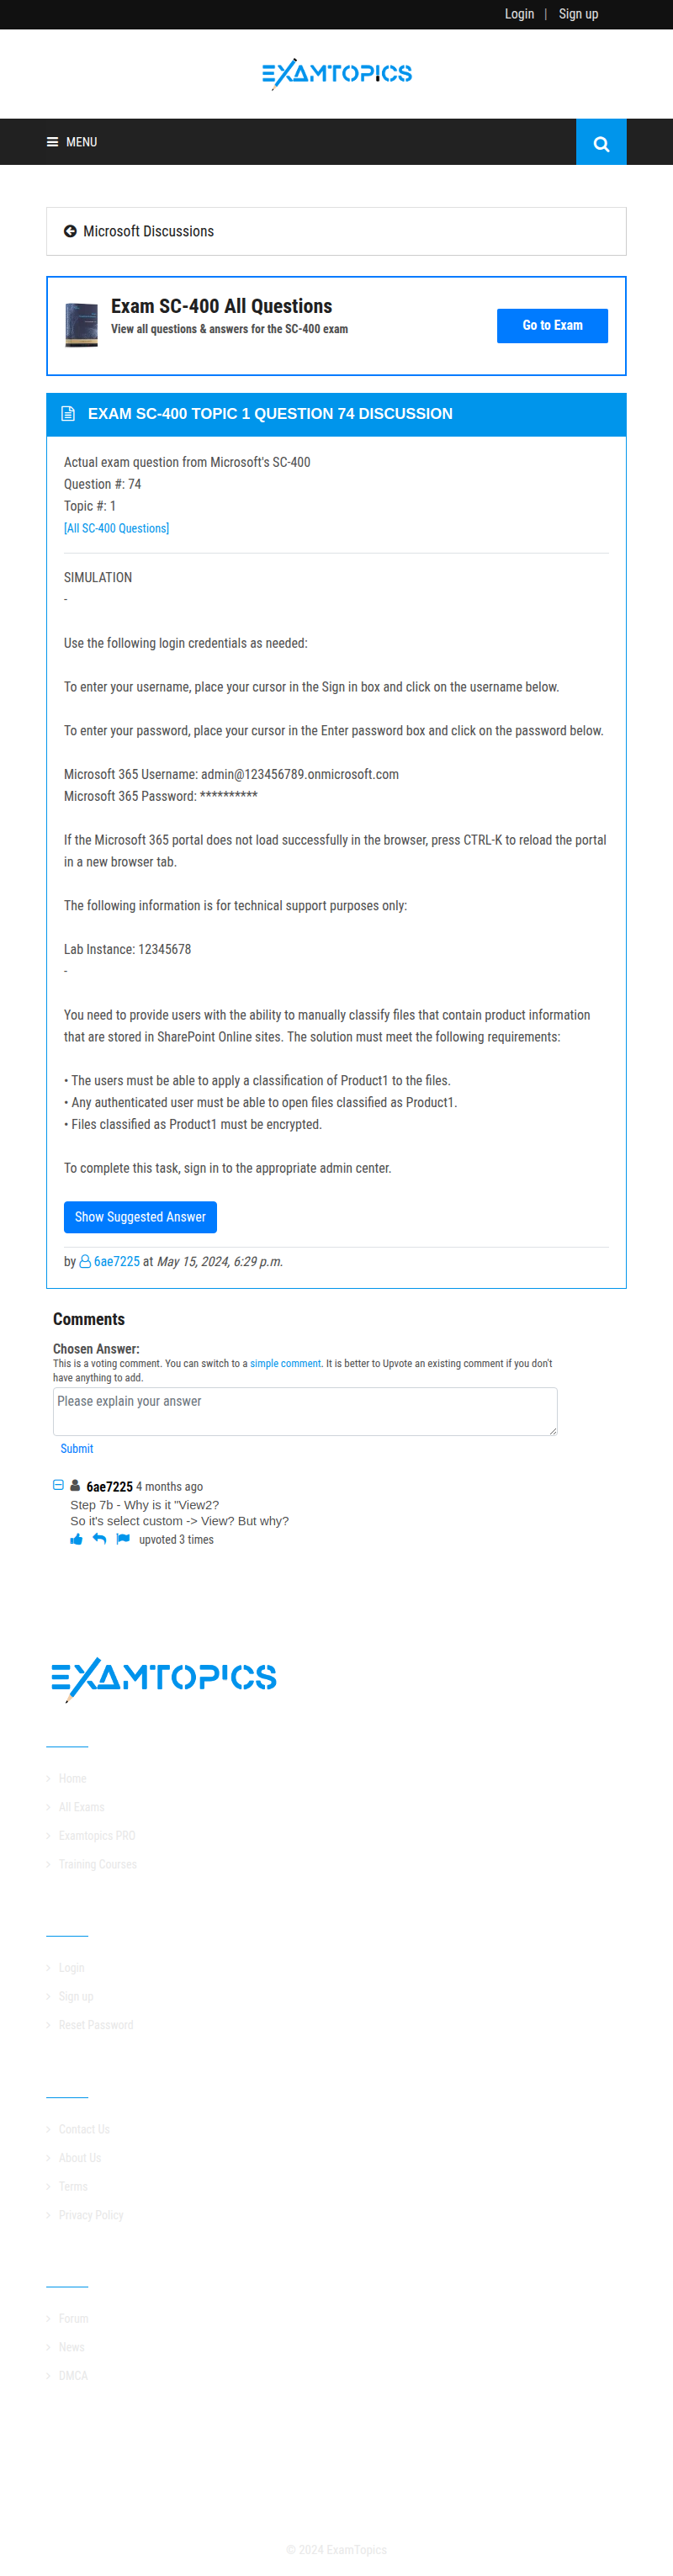 Login | Sign up
EXAMTOPICS
MENU
Microsoft Discussions
Exam SC-400 All Questions
View all questions & answers for the SC-400 exam
Go to Exam
EXAM SC-400 TOPIC 1 QUESTION 74 DISCUSSION
Actual exam question from Microsoft's SC-400
Question #: 74
Topic #: 1
[All SC-400 Questions]
SIMULATION
-
Use the following login credentials as needed:
To enter your username, place your cursor in the Sign in box and click on the username below.
To enter your password, place your cursor in the Enter password box and click on the password below.
Microsoft 365 Username: admin@123456789.onmicrosoft.com
Microsoft 365 Password: **********
If the Microsoft 365 portal does not load successfully in the browser, press CTRL-K to reload the portal
in a new browser tab.
The following information is for technical support purposes only:
Lab Instance: 12345678
-
You need to provide users with the ability to manually classify files that contain product information
that are stored in SharePoint Online sites. The solution must meet the following requirements:
• The users must be able to apply a classification of Product1 to the files.
• Any authenticated user must be able to open files classified as Product1.
• Files classified as Product1 must be encrypted.
To complete this task, sign in to the appropriate admin center.
Show Suggested Answer
by 6ae7225 at May 15, 2024, 6:29 p.m.
Comments
Chosen Answer:
This is a voting comment. You can switch to a simple comment. It is better to Upvote an existing comment if you don't
have anything to add.
Please explain your answer
Submit
6ae7225 4 months ago
Step 7b - Why is it "View2?
So it's select custom -> View? But why?
upvoted 3 times
EXAMTOPICS
Home
All Exams
Examtopics PRO
Training Courses
Login
Sign up
Reset Password
Contact Us
About Us
Terms
Privacy Policy
Forum
News
DMCA
© 2024 ExamTopics